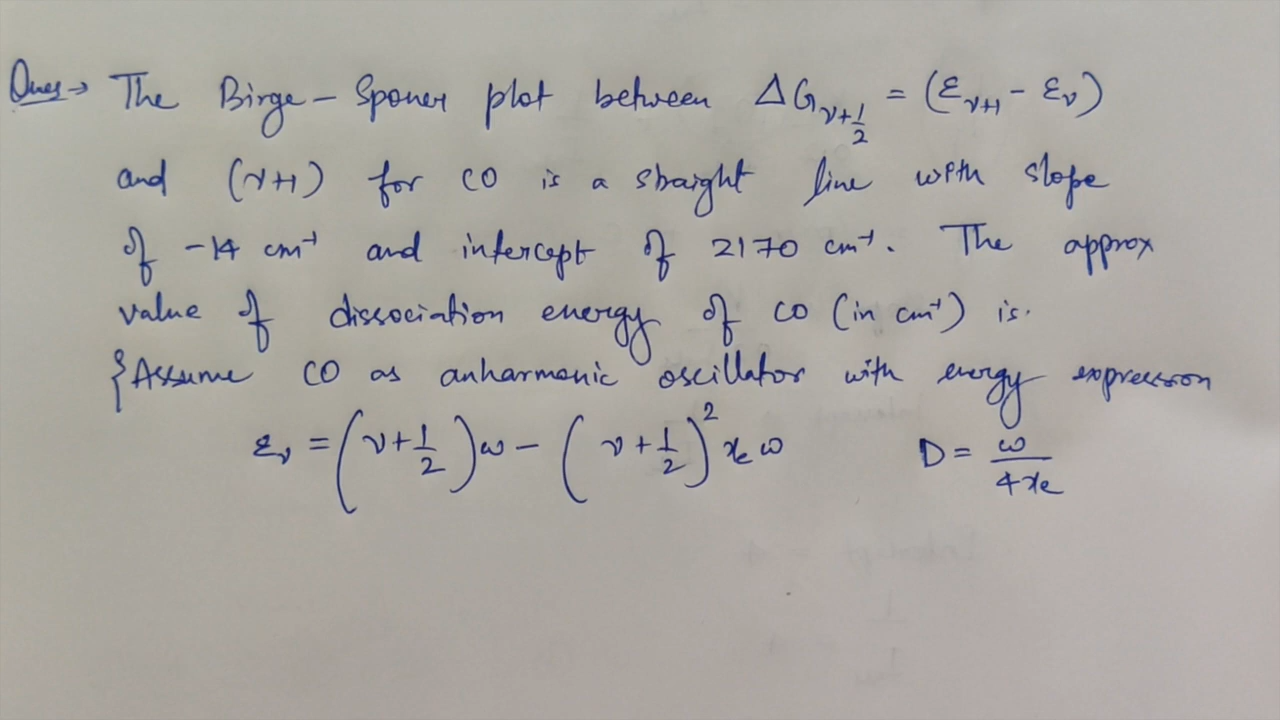 Ques → The Birge-Sponer plot between ΔG_{ν+1/2} = (ε_{ν+1} - ε_ν)
and (ν+1) for CO is a straight line with slope
of -14 cm⁻¹ and intercept of 2170 cm⁻¹. The approx
value of dissociation energy of CO (in cm⁻¹) is.
{Assume CO as anharmonic oscillator with energy expression
ε_ν = (ν+1/2)ω - (ν+1/2)² x_e ω D = ω/4x_e